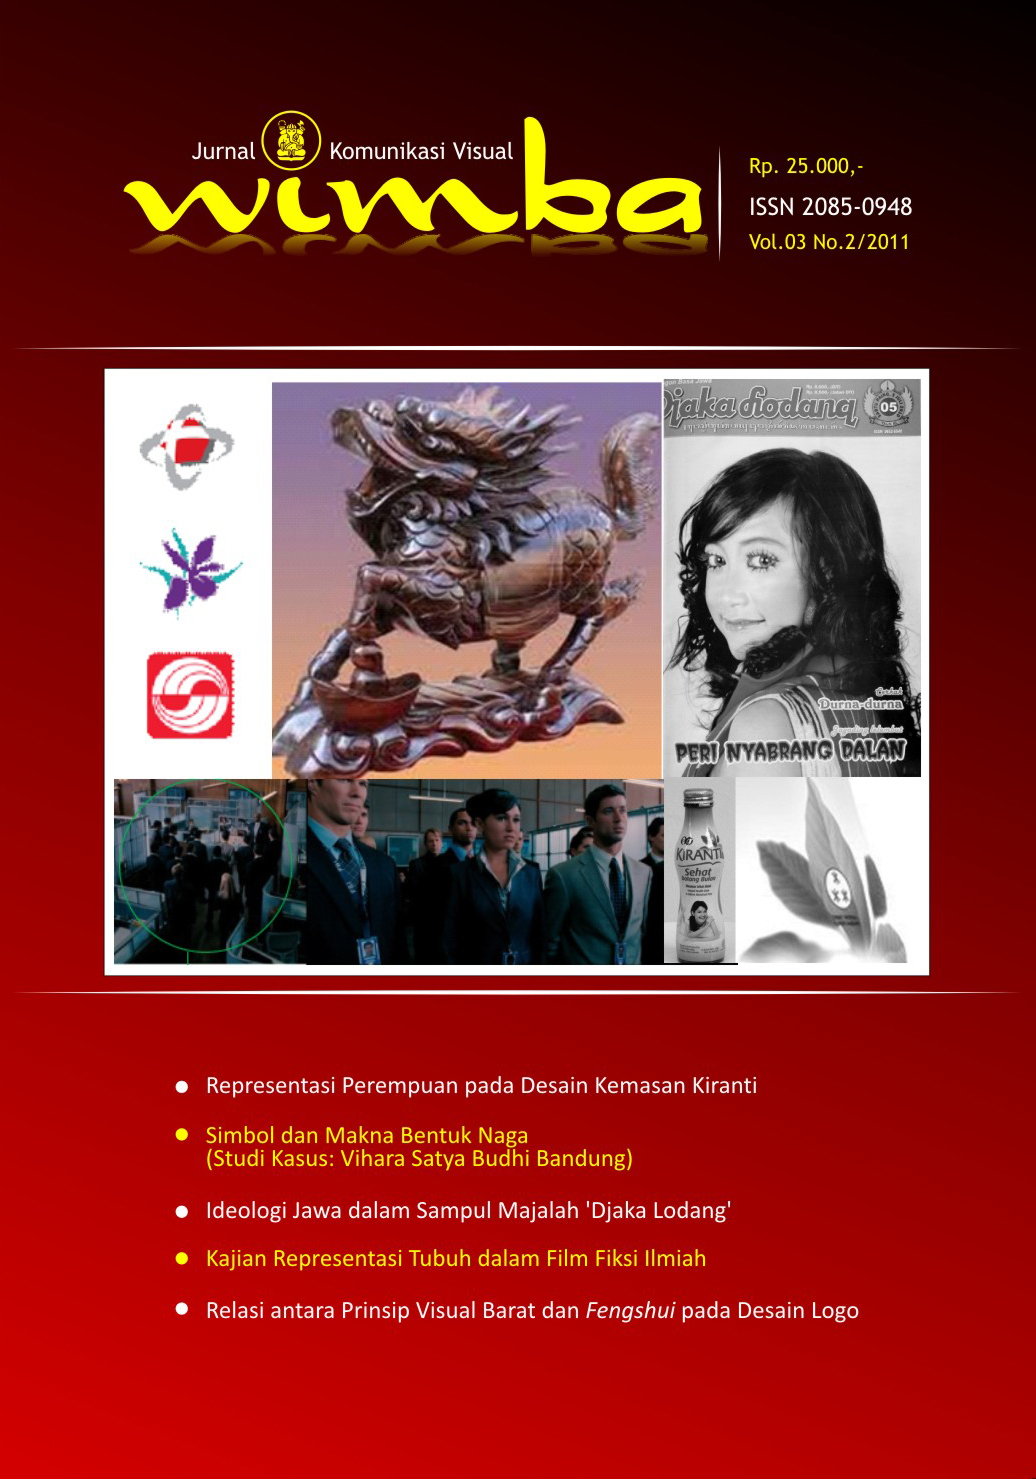 Jurnal Komunikasi Visual
wimba
Rp. 25.000,-
ISSN 2085-0948
Vol.03 No.2/2011
Djaka Lodang
05
Durna-durna
PERI NYABRANG DALAN
KIRANTI
Sehat
Datang Bulan
Representasi Perempuan pada Desain Kemasan Kiranti
Simbol dan Makna Bentuk Naga
(Studi Kasus: Vihara Satya Budhi Bandung)
Ideologi Jawa dalam Sampul Majalah 'Djaka Lodang'
Kajian Representasi Tubuh dalam Film Fiksi Ilmiah
Relasi antara Prinsip Visual Barat dan Fengshui pada Desain Logo